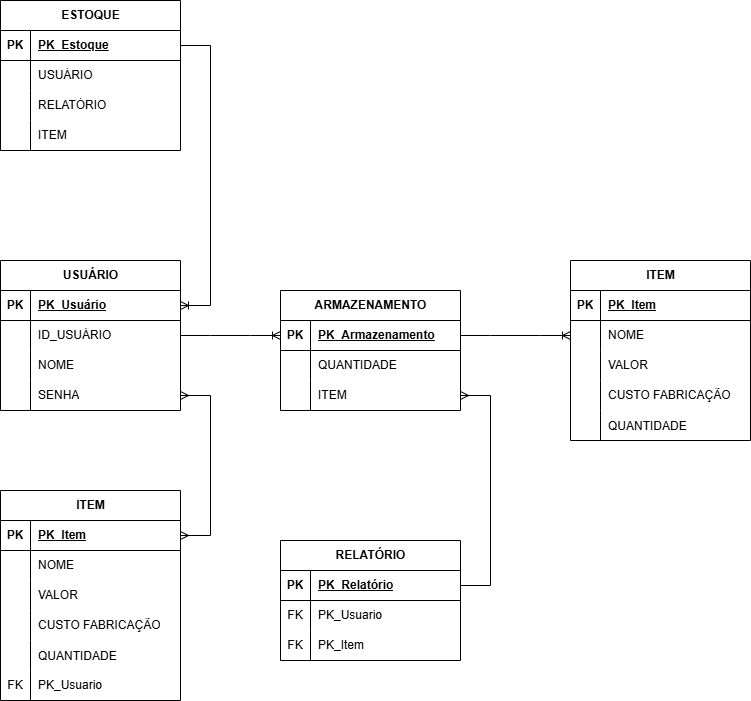 ESTOQUE
PK PK_Estoque
USUÁRIO
RELATÓRIO
ITEM
USUÁRIO
PK PK_Usuário
ID_USUÁRIO
NOME
SENHA
ARMAZENAMENTO
PK PK_Armazenamento
QUANTIDADE
ITEM
ITEM
PK PK_Item
NOME
VALOR
CUSTO FABRICAÇÃO
QUANTIDADE
ITEM
PK PK_Item
NOME
VALOR
CUSTO FABRICAÇÃO
QUANTIDADE
FK PK_Usuario
RELATÓRIO
PK PK_Relatório
FK PK_Usuario
FK PK_Item